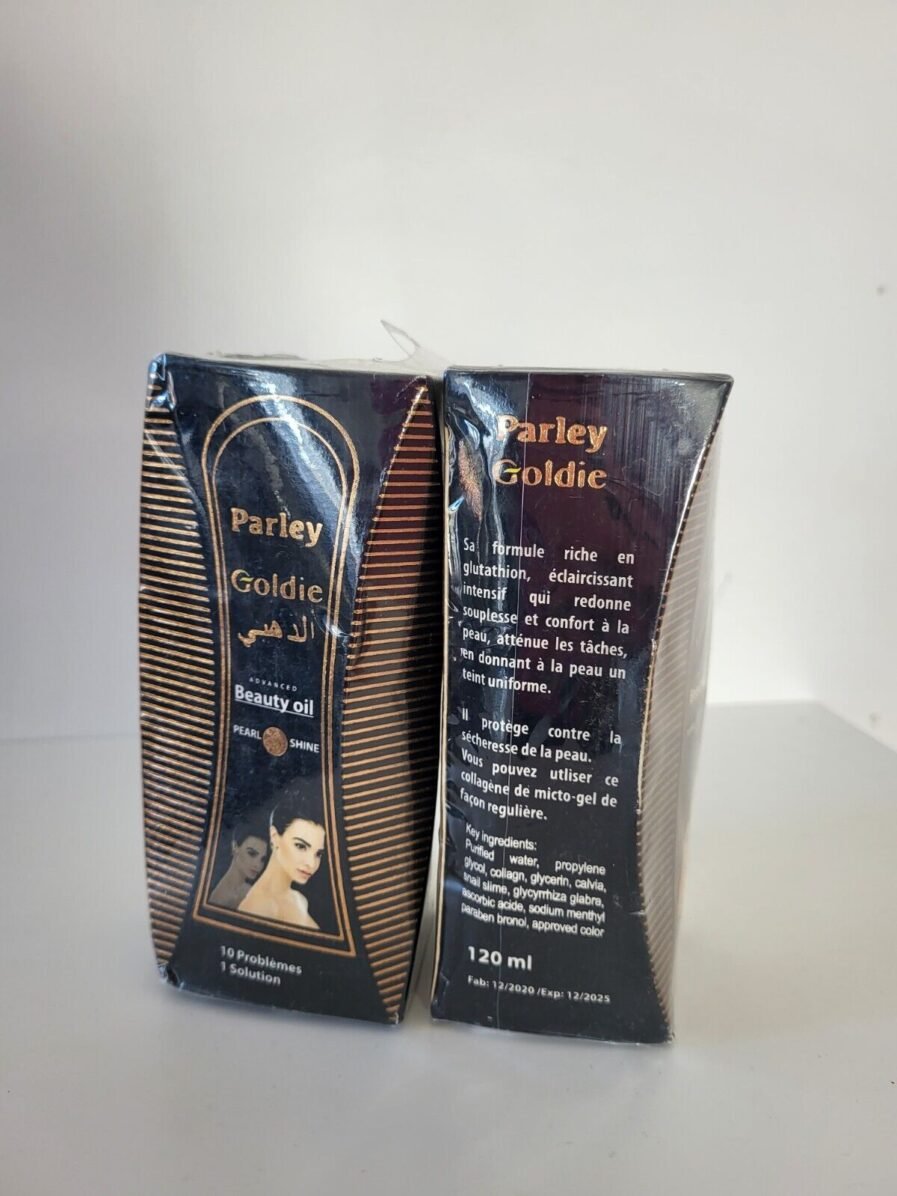 Parley
Goldie
الذهبي
ADVANCED
Beauty oil
PEARL SHINE
10 Problèmes
1 Solution
Parley
Goldie
Sa formule riche en
glutathion, éclaircissant
intensif qui redonne
souplesse et confort à la
peau, atténue les tâches,
en donnant à la peau un
teint uniforme.
Il protège contre la
sécheresse de la peau.
Vous pouvez utliser ce
collagène de micto-gel de
façon regulière.
Key ingredients:
Purified water, propylene
glycol, collagn, glycerin, calvia,
snail slime, glycyrrhiza glabra,
ascorbic acide, sodium menthyl
paraben bronol, approved color
120 ml
Fab: 12/2020 /Exp: 12/2025